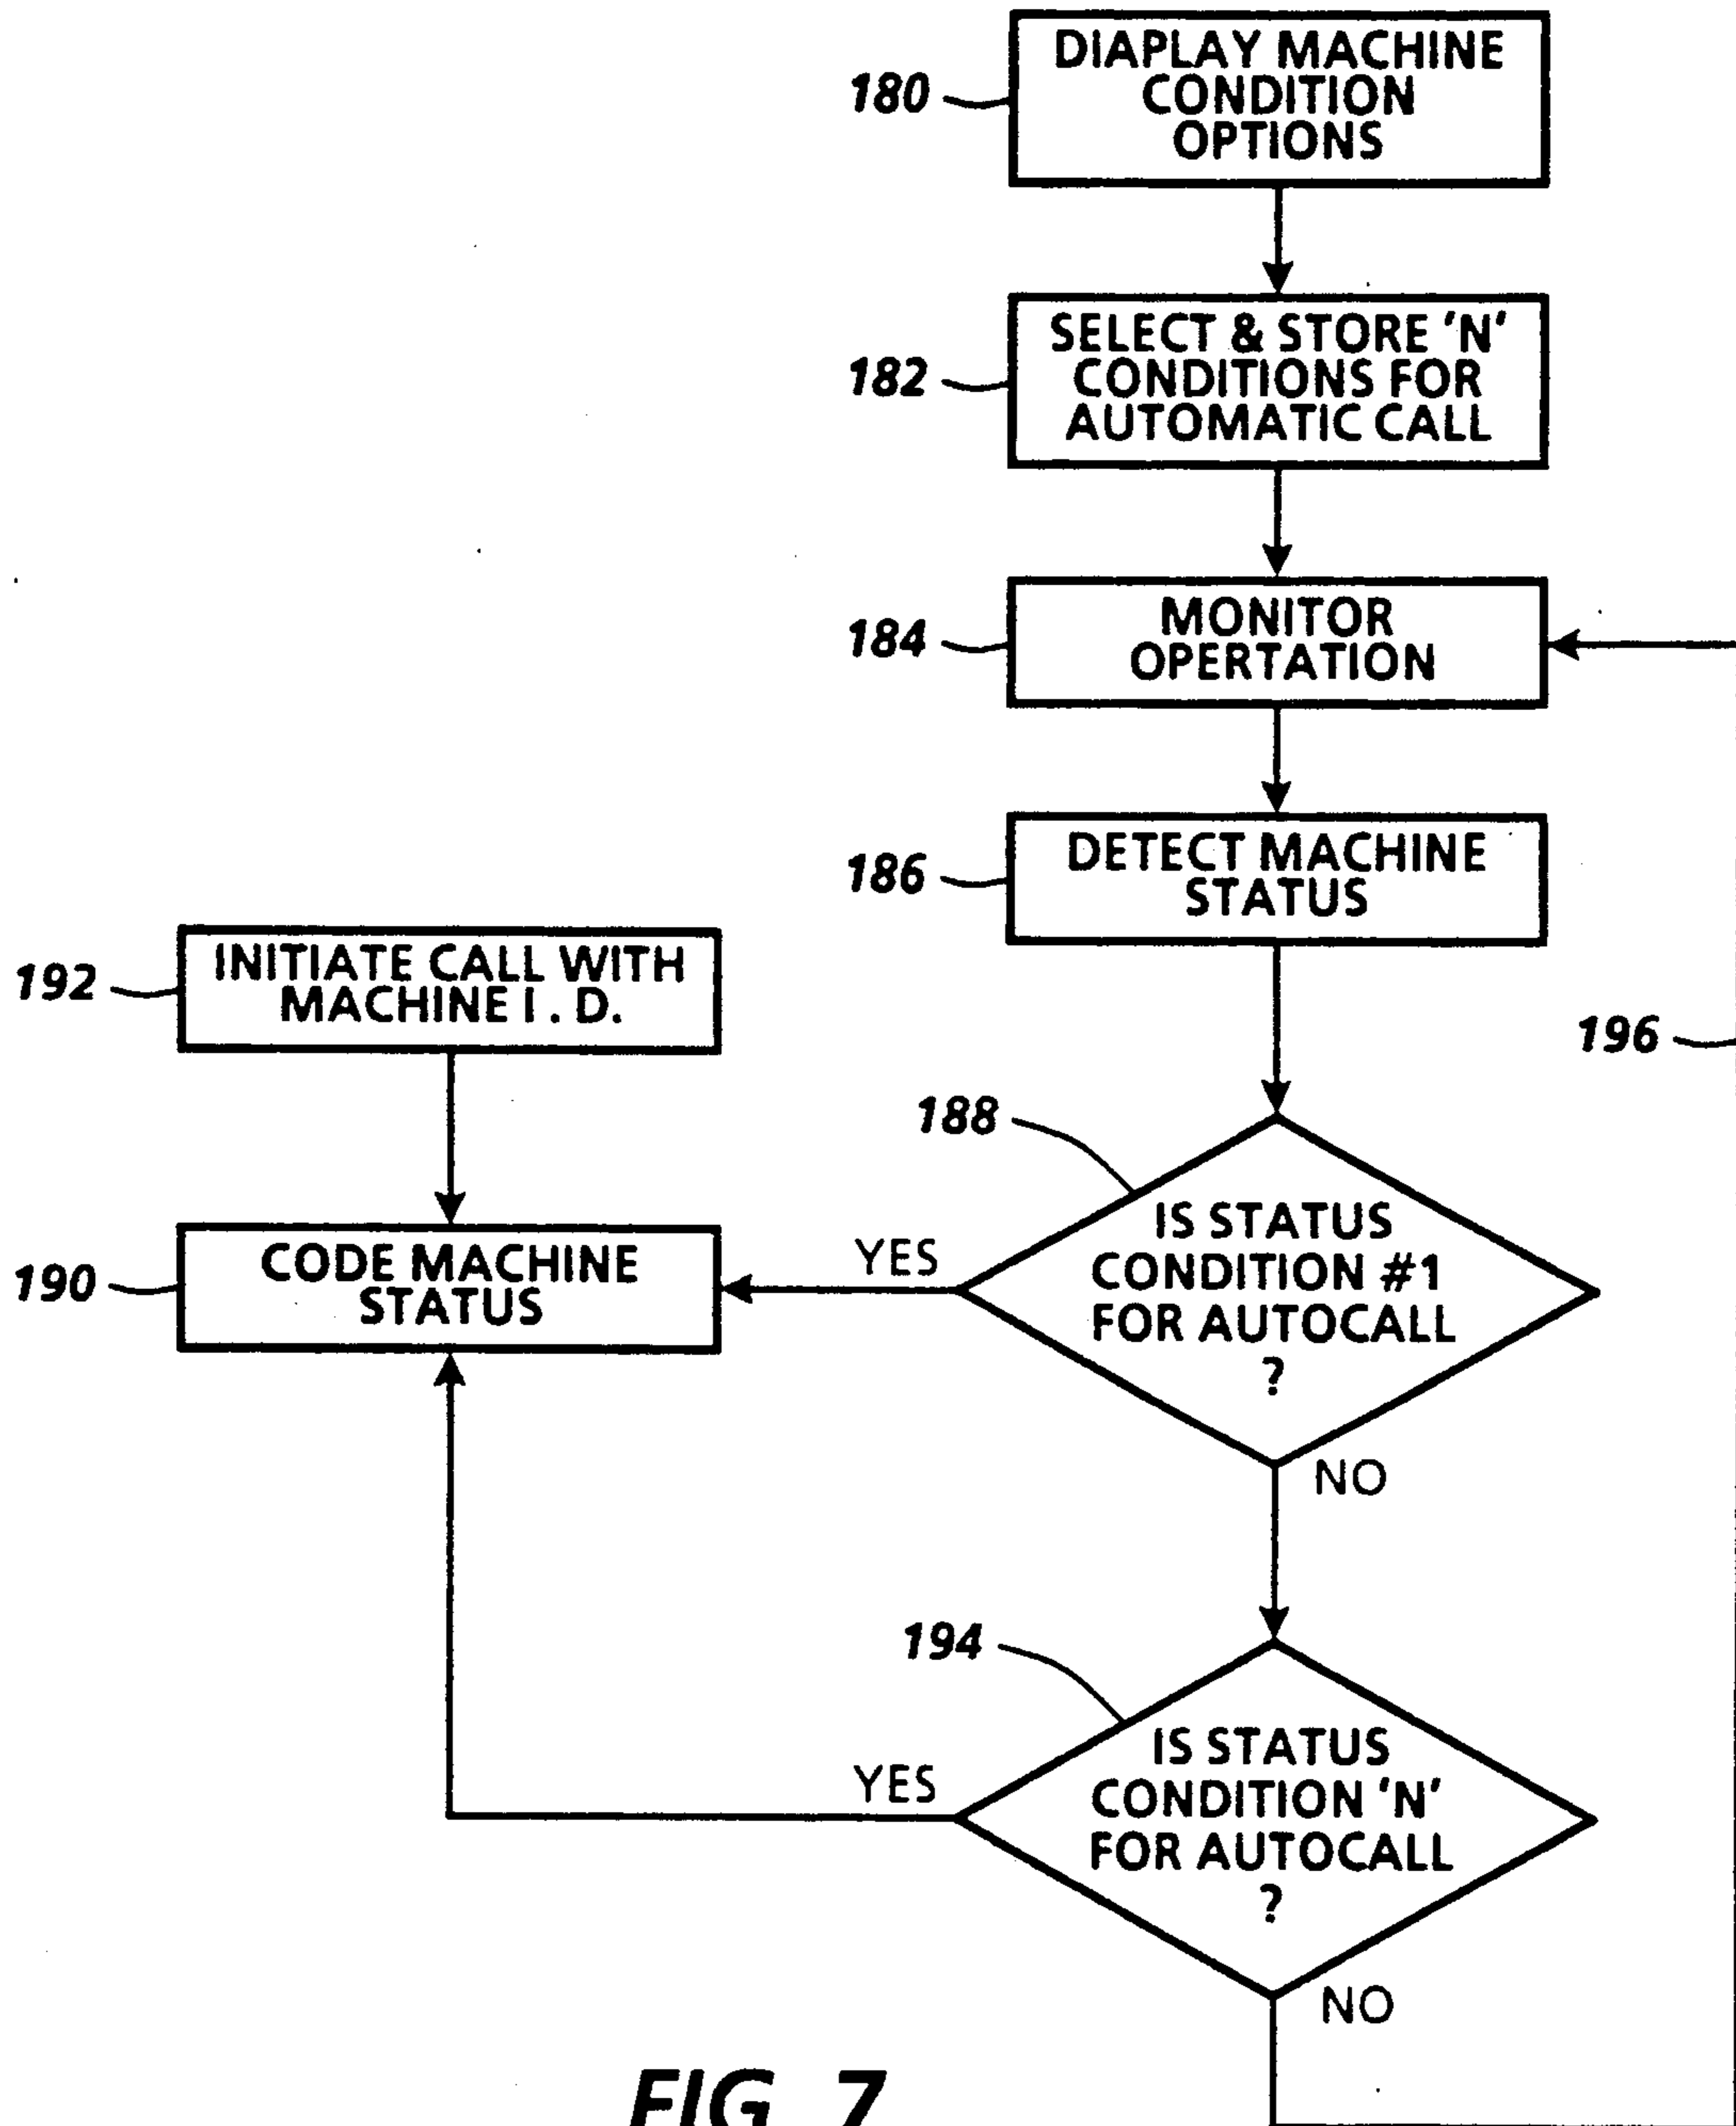 180
DIAPLAY MACHINE
CONDITION
OPTIONS
182
SELECT & STORE 'N'
CONDITIONS FOR
AUTOMATIC CALL
184
MONITOR
OPERTATION
186
DETECT MACHINE
STATUS
192
INITIATE CALL WITH
MACHINE I . D.
196
188
IS STATUS
CONDITION #1
FOR AUTOCALL
?
YES
NO
190
CODE MACHINE
STATUS
194
IS STATUS
CONDITION 'N'
FOR AUTOCALL
?
YES
NO
FIG. 7